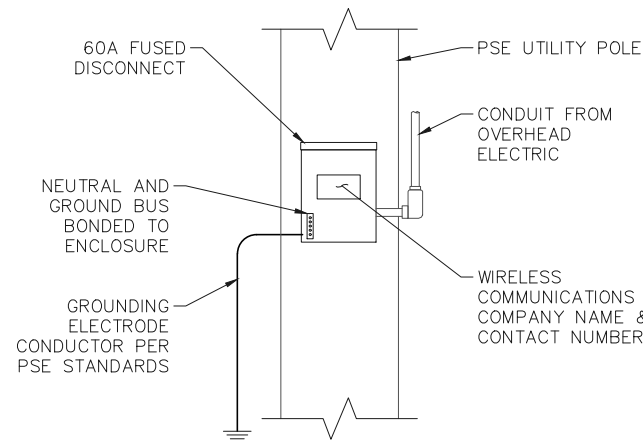 60A FUSED
DISCONNECT
PSE UTILITY POLE
CONDUIT FROM
OVERHEAD
ELECTRIC
NEUTRAL AND
GROUND BUS
BONDED TO
ENCLOSURE
WIRELESS
COMMUNICATIONS
COMPANY NAME &
CONTACT NUMBER
GROUNDING
ELECTRODE
CONDUCTOR PER
PSE STANDARDS